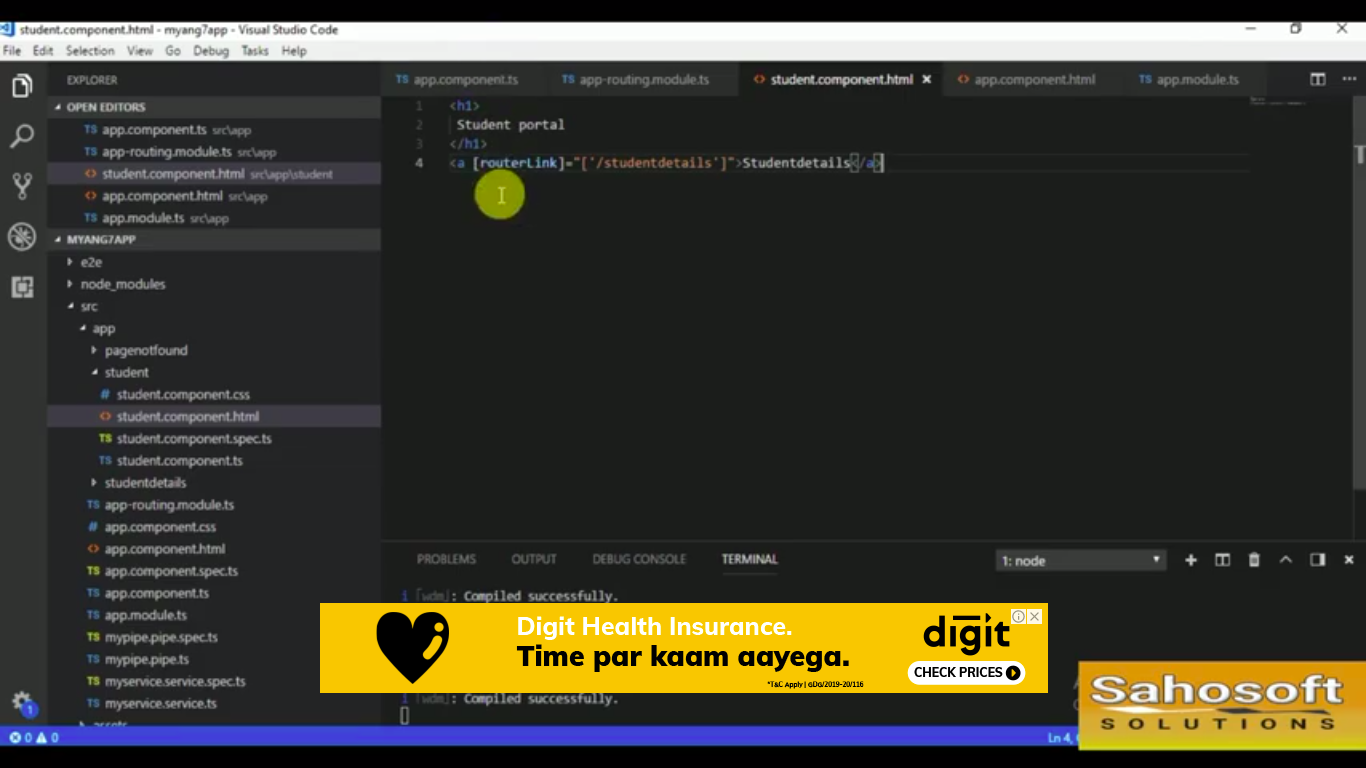 student.component.html - myang7app - Visual Studio Code
File Edit Selection View Go Debug Tasks Help
EXPLORER
OPEN EDITORS
TS app.component.ts src\app
TS app-routing.module.ts src\app
<> student.component.html src\app\student
<> app.component.html src\app
TS app.module.ts src\app
MYANG7APP
e2e
node_modules
src
app
pagenotfound
student
# student.component.css
<> student.component.html
TS student.component.spec.ts
TS student.component.ts
studentdetails
TS app-routing.module.ts
# app.component.css
<> app.component.html
TS app.component.spec.ts
TS app.component.ts
TS app.module.ts
TS mypipe.pipe.spec.ts
TS mypipe.pipe.ts
TS myservice.service.spec.ts
TS myservice.service.ts
assets
TS app.component.ts TS app-routing.module.ts <> student.component.html × <> app.component.html TS app.module.ts
1 <h1>
2 Student portal
3 </h1>
4 <a [routerLink]="['/studentdetails']">Studentdetails</a>
PROBLEMS OUTPUT DEBUG CONSOLE TERMINAL 1: node
i [wdm]: Compiled successfully.
Digit Health Insurance.
Time par kaam aayega.
*T&C Apply | GDG/2019-20/116
digit
CHECK PRICES
i [wdm]: Compiled successfully.
Sahosoft
SOLUTIONS
1
0 0
Ln 4,